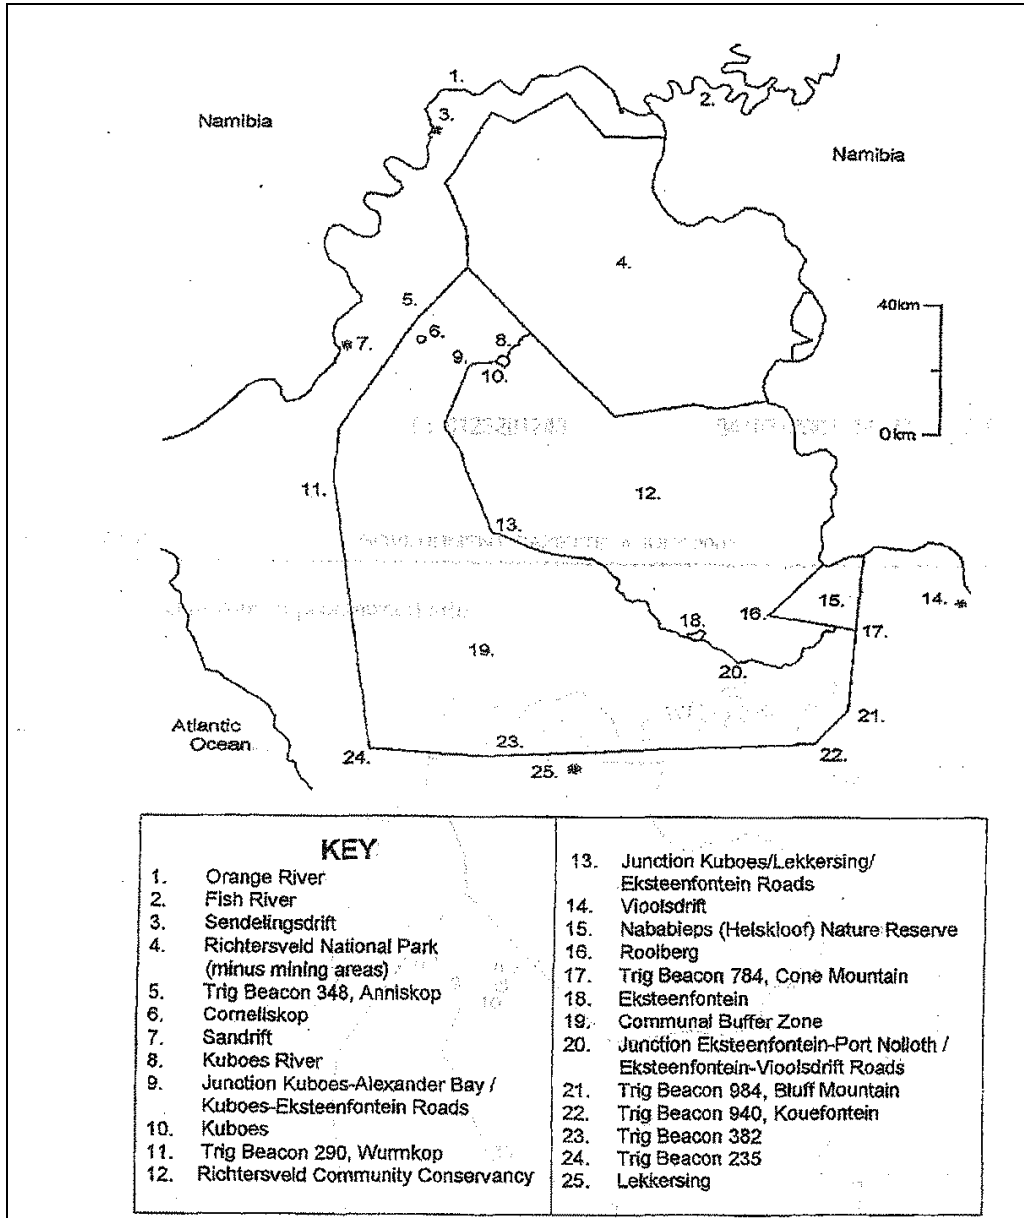 1.
2.
Namibia
3.
Namibia
4.
5.
40km
6.
8.
7.
9.
10.
0km
11.
12.
13.
15.
14.
16.
18.
17.
19.
20.
21.
Atlantic
Ocean
23.
22.
24.
25.
KEY
1. Orange River
2. Fish River
3. Sendelingsdrift
4. Richtersveld National Park
(minus mining areas)
5. Trig Beacon 348, Anniskop
6. Corneliskop
7. Sandrift
8. Kuboes River
9. Junction Kuboes-Alexander Bay /
Kuboes-Eksteenfontein Roads
10. Kuboes
11. Trig Beacon 290, Wurmkop
12. Richtersveld Community Conservancy
13. Junction Kuboes/Lekkersing/
Eksteenfontein Roads
14. Vioolsdrift
15. Nababieps (Helskloof) Nature Reserve
16. Rooiberg
17. Trig Beacon 784, Cone Mountain
18. Eksteenfontein
19. Communal Buffer Zone
20. Junction Eksteenfontein-Port Nolloth /
Eksteenfontein-Vioolsdrift Roads
21. Trig Beacon 984, Bluff Mountain
22. Trig Beacon 940, Kouefontein
23. Trig Beacon 382
24. Trig Beacon 235
25. Lekkersing